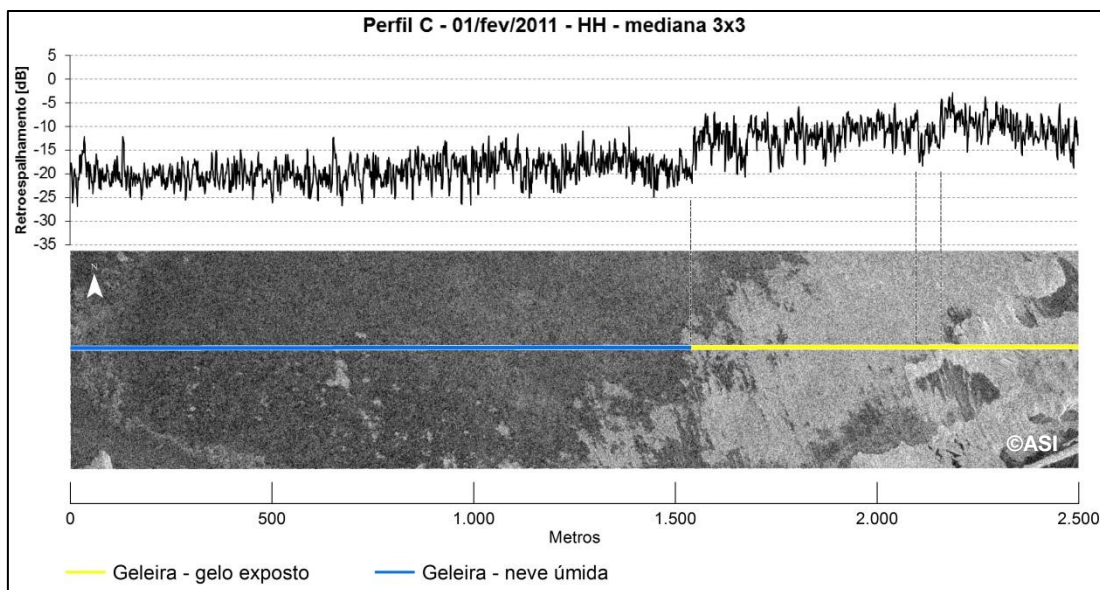 Perfil C - 01/fev/2011 - HH - mediana 3x3
Retroespalhamento [dB]
5
0
-5
-10
-15
-20
-25
-30
-35
N
©ASI
0 500 1.000 1.500 2.000 2.500
Metros
Geleira - gelo exposto Geleira - neve úmida